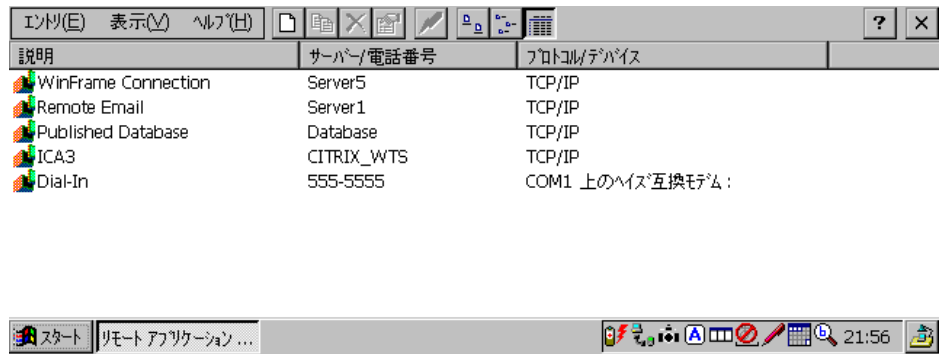 ｴﾝﾄﾘ(E) 表示(V) ﾍﾙﾌﾟ(H) ?
説明 サーバー/電話番号 ﾌﾟﾛﾄｺﾙ/ﾃﾞﾊﾞｲｽ
WinFrame Connection Server5 TCP/IP
Remote Email Server1 TCP/IP
Published Database Database TCP/IP
ICA3 CITRIX_WTS TCP/IP
Dial-In 555-5555 COM1 上のﾍｲｽﾞ互換ﾓﾃﾞﾑ:
スタート ﾘﾓｰﾄ ｱﾌﾟﾘｹｰｼｮﾝ ... A 21:56